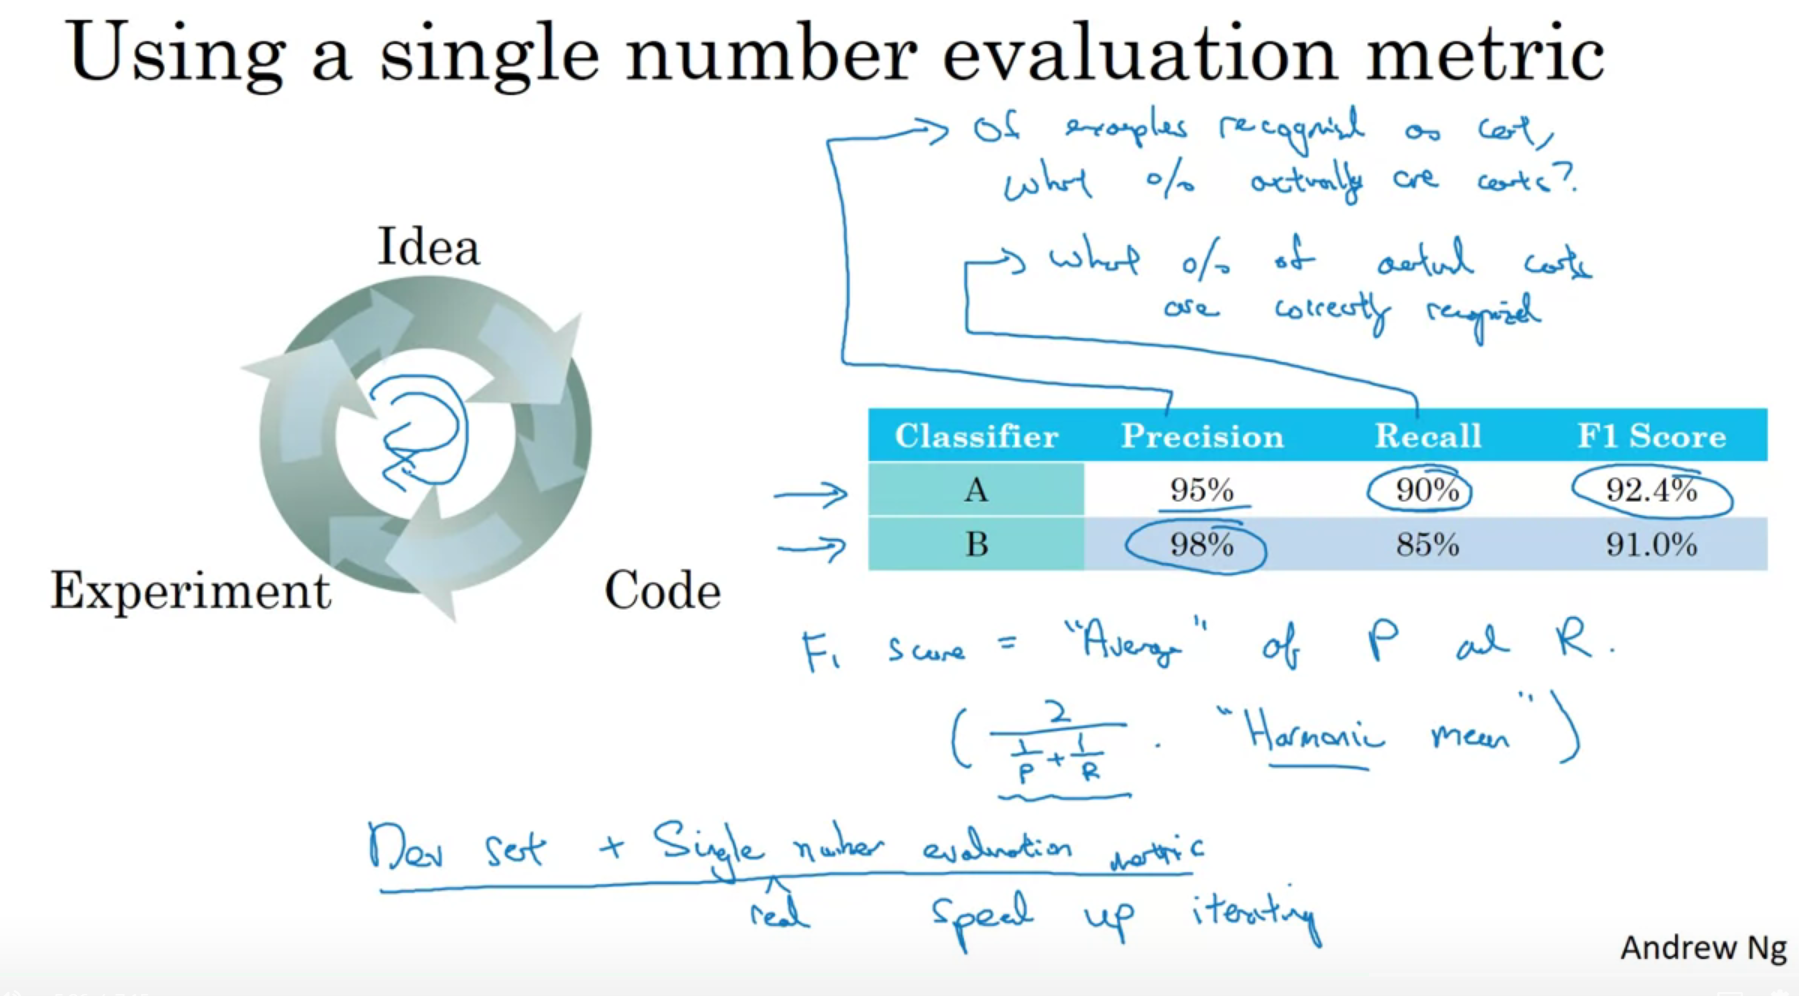 Using a single number evaluation metric
Of examples recognized as cat,
what % actually are cats?
what % of actual cats
are correctly recognized
Idea
Experiment
Code
Classifier Precision Recall F1 Score
A 95% 90% 92.4%
B 98% 85% 91.0%
F₁ score = "Average" of P and R.
( 2 / (1/P + 1/R) . "Harmonic mean" )
Dev set + Single number evaluation metric
real speed up iterating
Andrew Ng